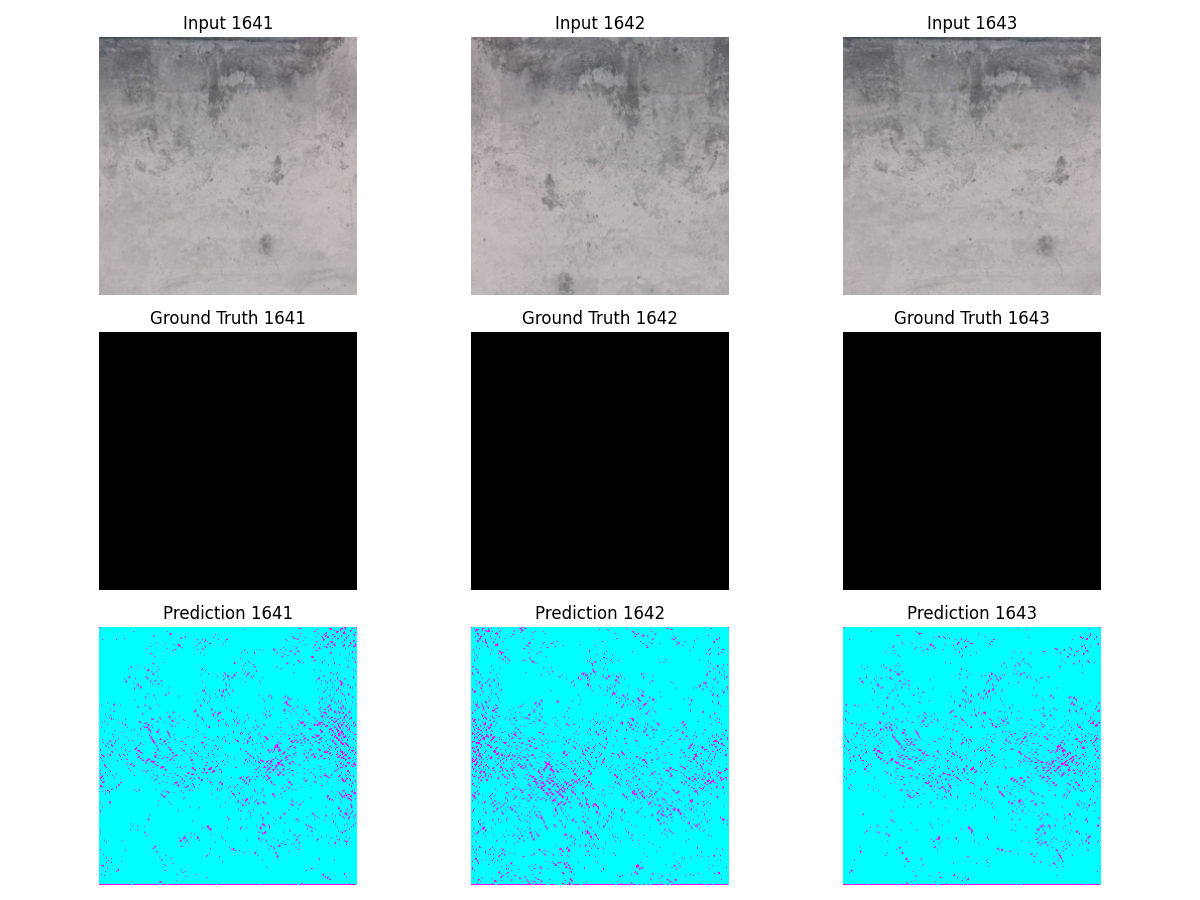 Input 1641
Input 1642
Input 1643
Ground Truth 1641
Ground Truth 1642
Ground Truth 1643
Prediction 1641
Prediction 1642
Prediction 1643